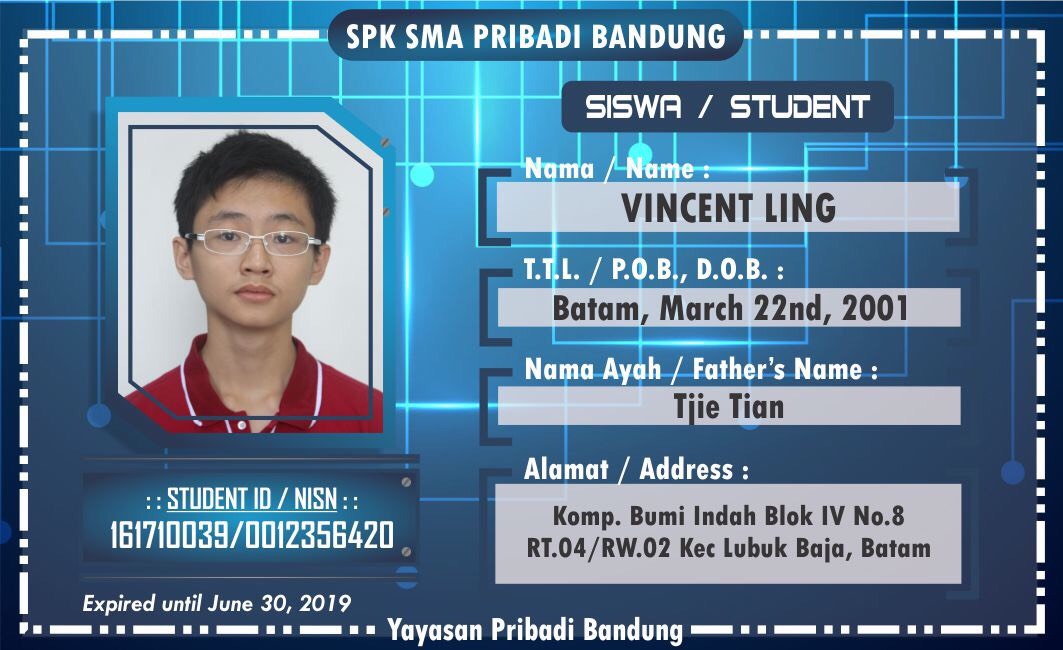 SPK SMA PRIBADI BANDUNG
SISWA / STUDENT
Nama / Name :
VINCENT LING
T.T.L. / P.O.B., D.O.B. :
Batam, March 22nd, 2001
Nama Ayah / Father's Name :
Tjie Tian
Alamat / Address :
Komp. Bumi Indah Blok IV No.8
RT.04/RW.02 Kec Lubuk Baja, Batam
:: STUDENT ID / NISN ::
161710039/0012356420
Expired until June 30, 2019
Yayasan Pribadi Bandung